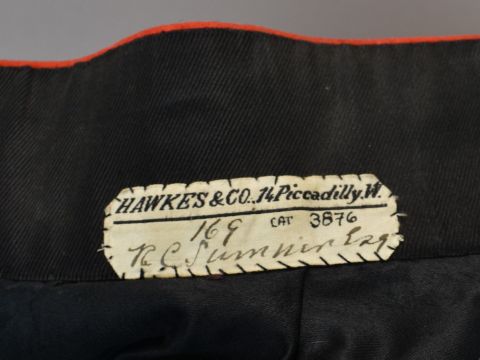 HAWKES & CO., 14 Piccadilly. W.
169 CAT 3876
R C Sumner Esq